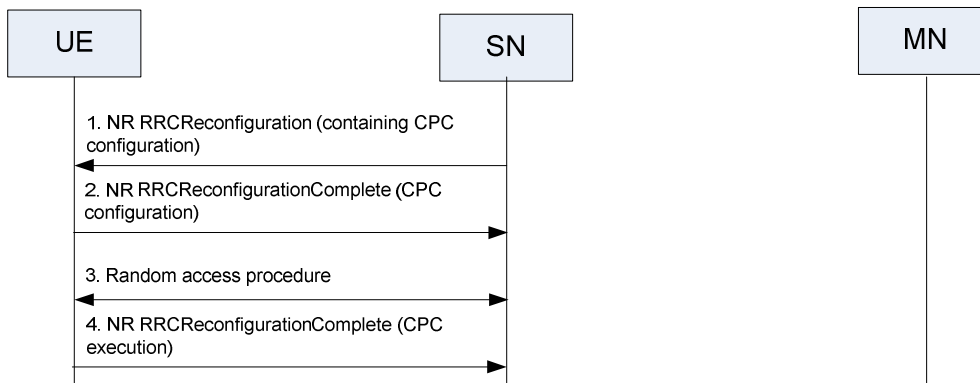 UE
SN
MN
1. NR RRCReconfiguration (containing CPC
configuration)
2. NR RRCReconfigurationComplete (CPC
configuration)
3. Random access procedure
4. NR RRCReconfigurationComplete (CPC
execution)